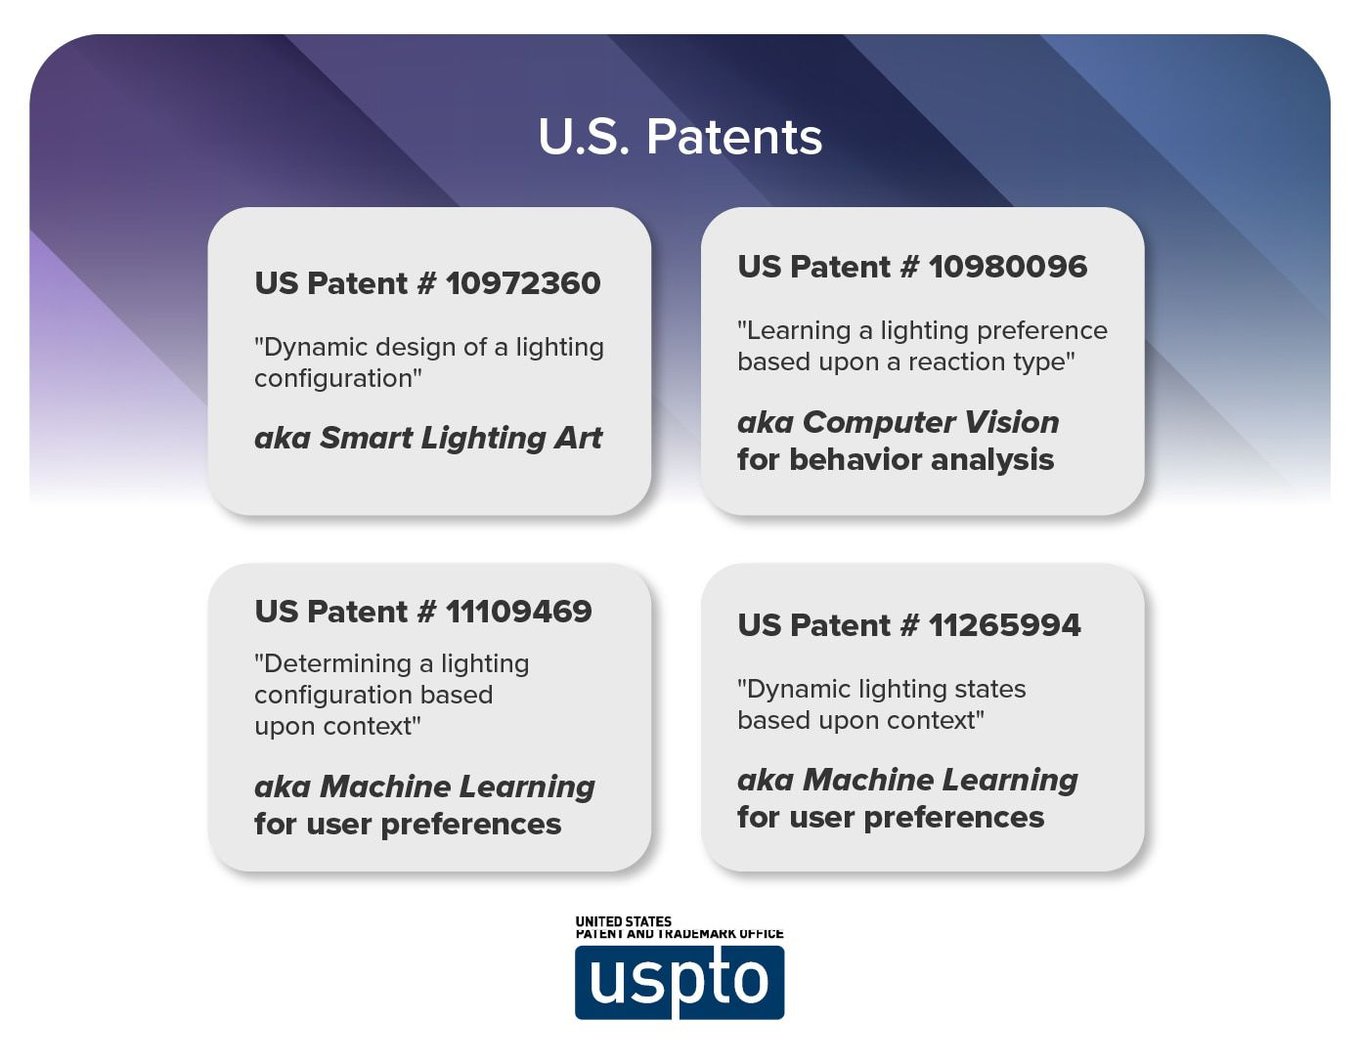 U.S. Patents
US Patent # 10972360
"Dynamic design of a lighting
configuration"
aka Smart Lighting Art
US Patent # 10980096
"Learning a lighting preference
based upon a reaction type"
aka Computer Vision
for behavior analysis
US Patent # 11109469
"Determining a lighting
configuration based
upon context"
aka Machine Learning
for user preferences
US Patent # 11265994
"Dynamic lighting states
based upon context"
aka Machine Learning
for user preferences
UNITED STATES
PATENT AND TRADEMARK OFFICE
uspto